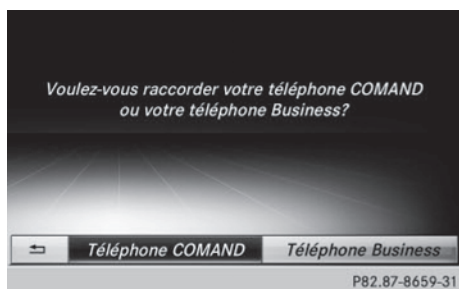 Voulez-vous raccorder votre téléphone COMAND
ou votre téléphone Business?
Téléphone COMAND Téléphone Business
P82.87-8659-31